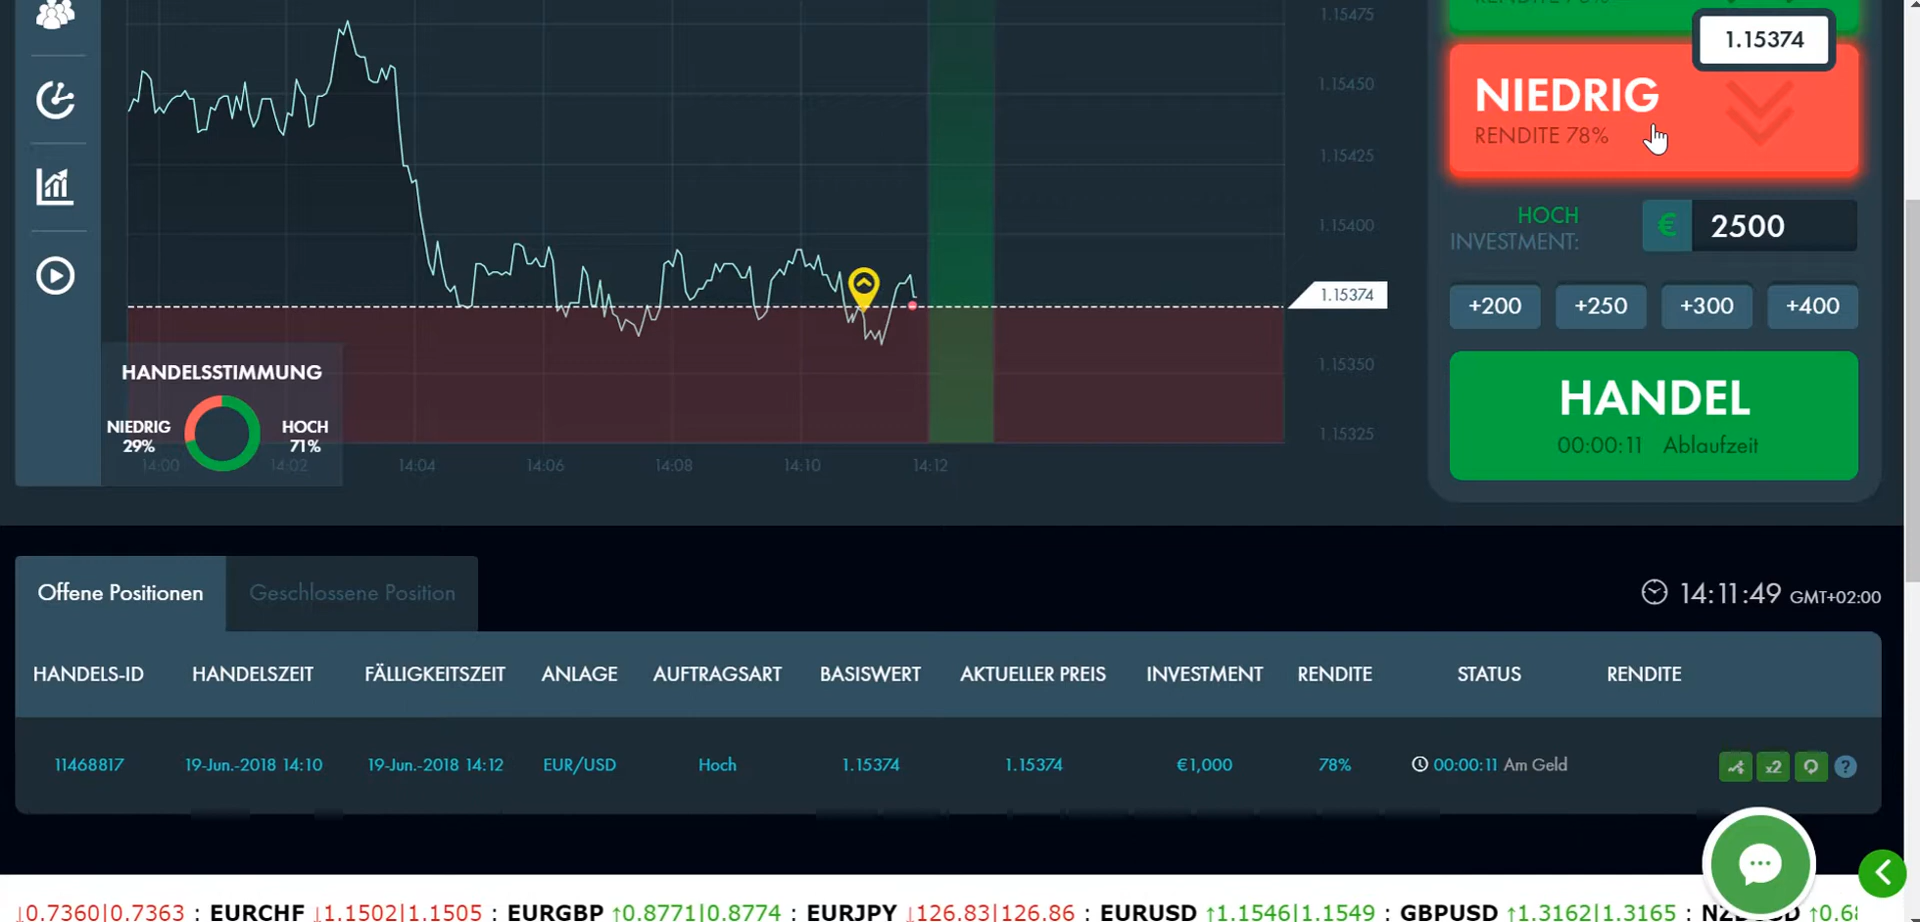 1.15475
1.15450
1.15425
1.15400
1.15374
1.15350
1.15325
HANDELSSTIMMUNG
NIEDRIG
29%
HOCH
71%
14:00 14:02 14:04 14:06 14:08 14:10 14:12
RENDITE 78%
1.15374
NIEDRIG
RENDITE 78%
HOCH
INVESTMENT:
€ 2500
+200 +250 +300 +400
HANDEL
00:00:11 Ablaufzeit
Offene Positionen Geschlossene Position
14:11:49 GMT+02:00
HANDELS-ID HANDELSZEIT FÄLLIGKEITSZEIT ANLAGE AUFTRAGSART BASISWERT AKTUELLER PREIS INVESTMENT RENDITE STATUS RENDITE
11468817 19-Jun.-2018 14:10 19-Jun.-2018 14:12 EUR/USD Hoch 1.15374 1.15374 €1,000 78% 00:00:11 Am Geld x2 ?
↓0.7360|0.7363 : EURCHF ↓1.1502|1.1505 : EURGBP ↑0.8771|0.8774 : EURJPY ↓126.83|126.86 : EURUSD ↑1.1546|1.1549 : GBPUSD ↑1.3162|1.3165 :